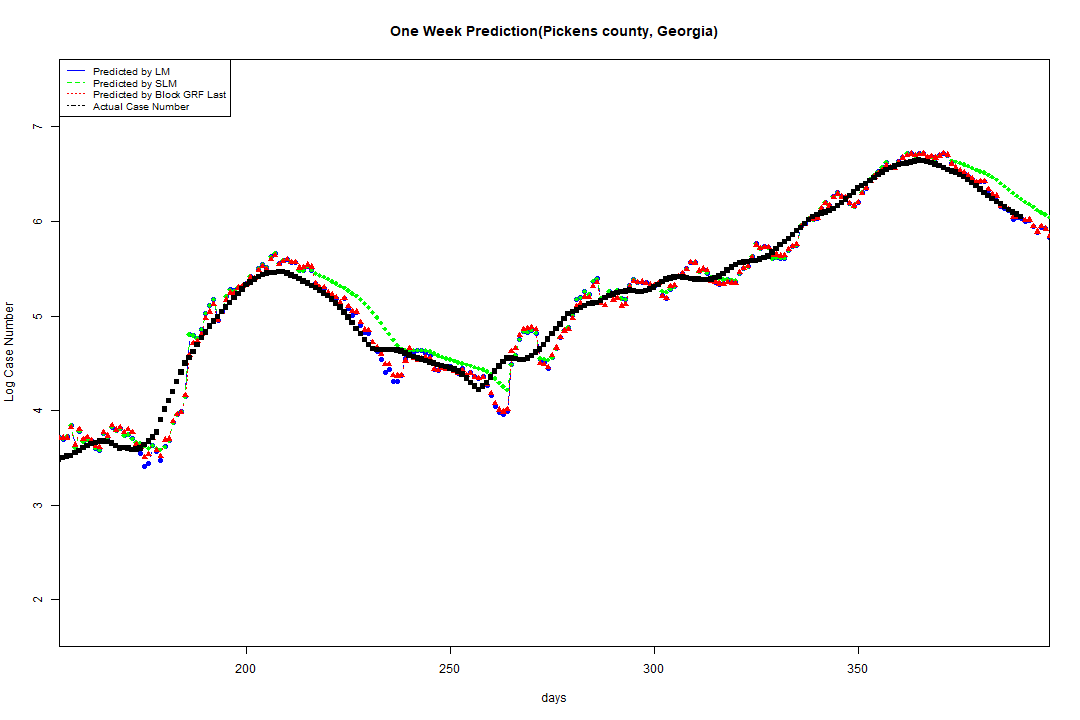 One Week Prediction(Pickens county, Georgia)
Predicted by LM
Predicted by SLM
Predicted by Block GRF Last
Actual Case Number
Log Case Number
7
6
5
4
3
2
200 250 300 350
days